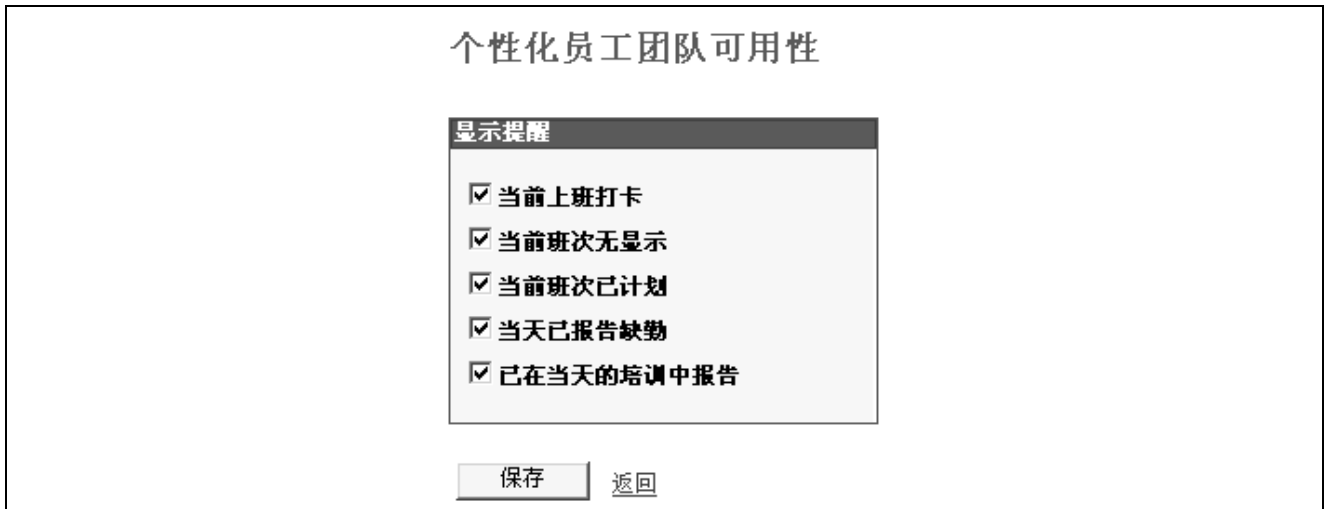 个性化员工团队可用性
显示提醒
当前上班打卡
当前班次无显示
当前班次已计划
当天已报告缺勤
已在当天的培训中报告
保存 返回